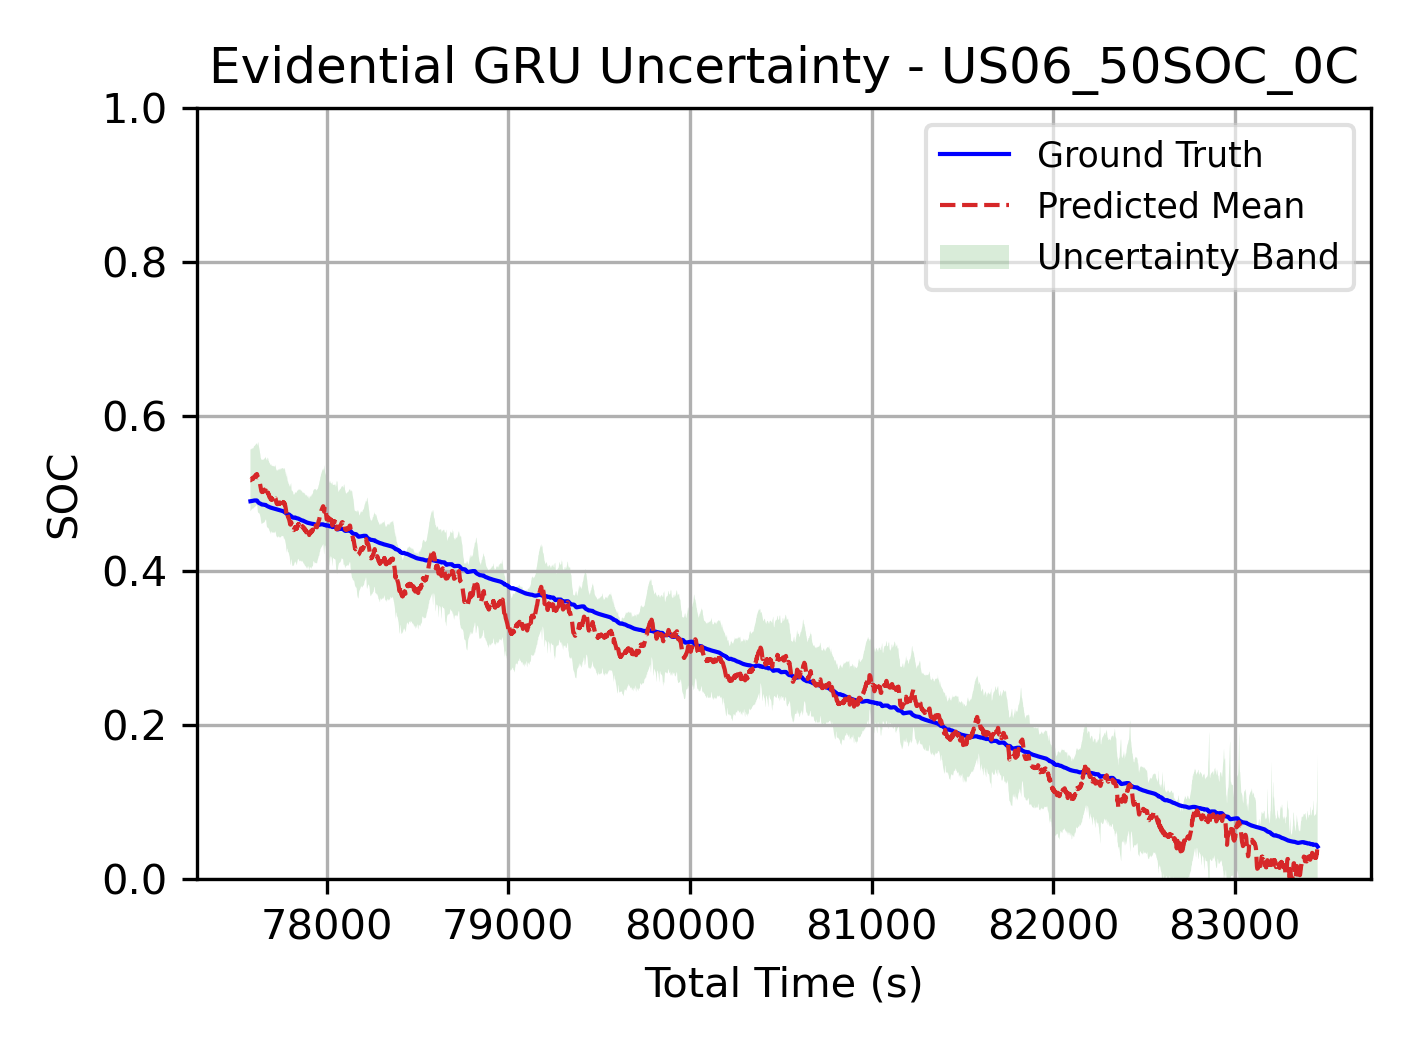 Evidential GRU Uncertainty - US06_50SOC_0C
1.0
0.8
0.6
0.4
0.2
0.0
SOC
Ground Truth
Predicted Mean
Uncertainty Band
78000 79000 80000 81000 82000 83000
Total Time (s)